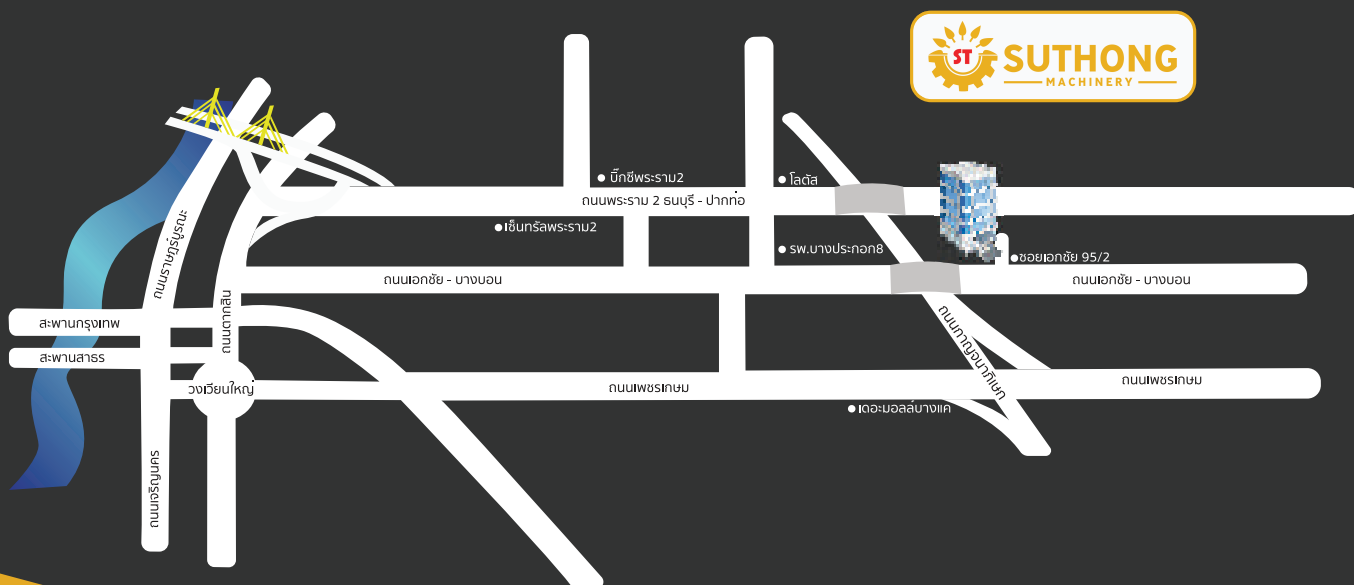 ST
SUTHONG
MACHINERY
บิ๊กซีพระราม2
โลตัส
ถนนพระราม 2 ธนบุรี - ปากท่อ
เซ็นทรัลพระราม2
ถนนราษฎร์บูรณะ
รพ.บางประกอก8
ซอยเอกชัย 95/2
ถนนเอกชัย - บางบอน
ถนนเอกชัย - บางบอน
สะพานกรุงเทพ
ถนนตากสิน
สะพานสาธร
ถนนกาญจนาภิเษก
วงเวียนใหญ่
ถนนเพชรเกษม
ถนนเพชรเกษม
เดอะมอลล์บางแค
ถนนเจริญนคร